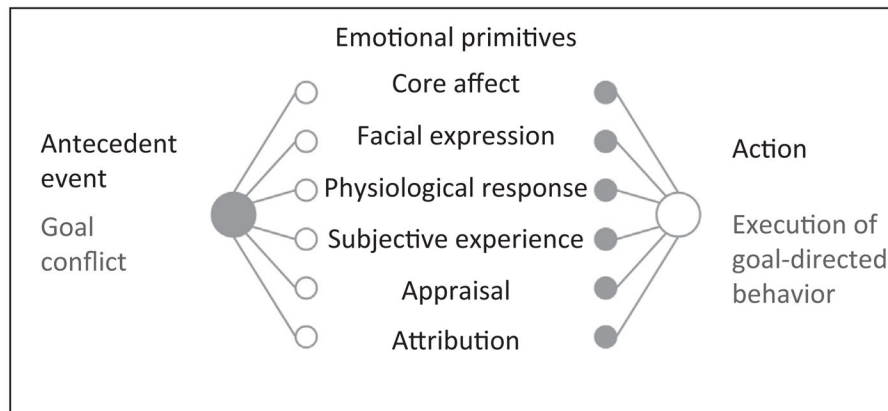 Emotional primitives
Core affect
Facial expression
Physiological response
Subjective experience
Appraisal
Attribution
Antecedent
event
Goal
conflict
Action
Execution of
goal-directed
behavior